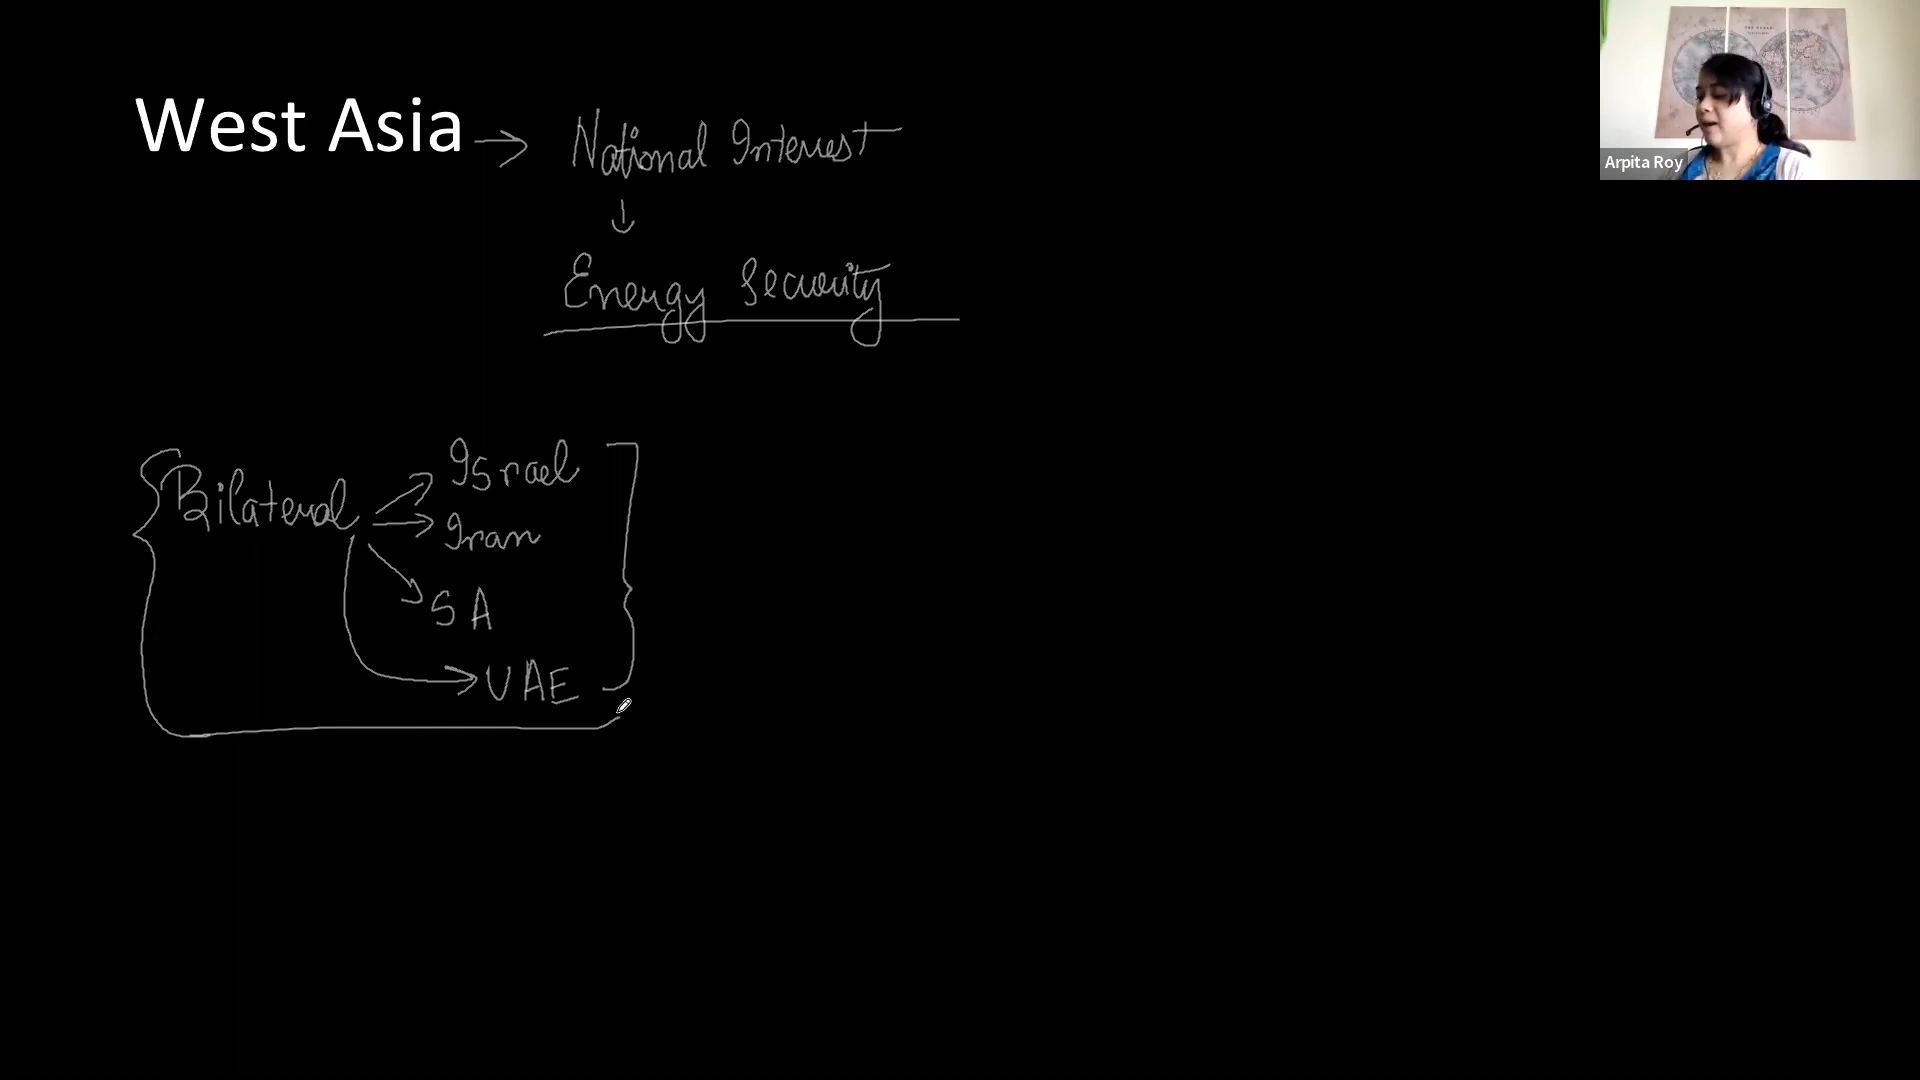 West Asia → National Interest
↓
Energy Security
Bilateral → Israel
→ Iran
→ SA
→ UAE
Arpita Roy